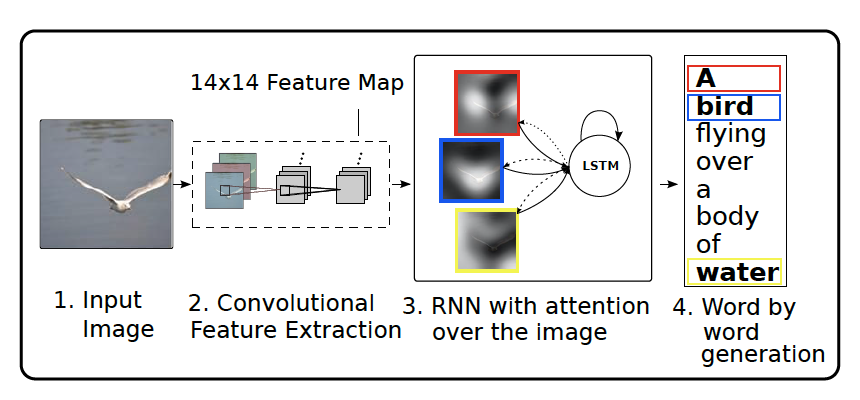 14x14 Feature Map
LSTM
A
bird
flying
over
a
body
of
water
1. Input
Image
2. Convolutional
Feature Extraction
3. RNN with attention
over the image
4. Word by
word
generation